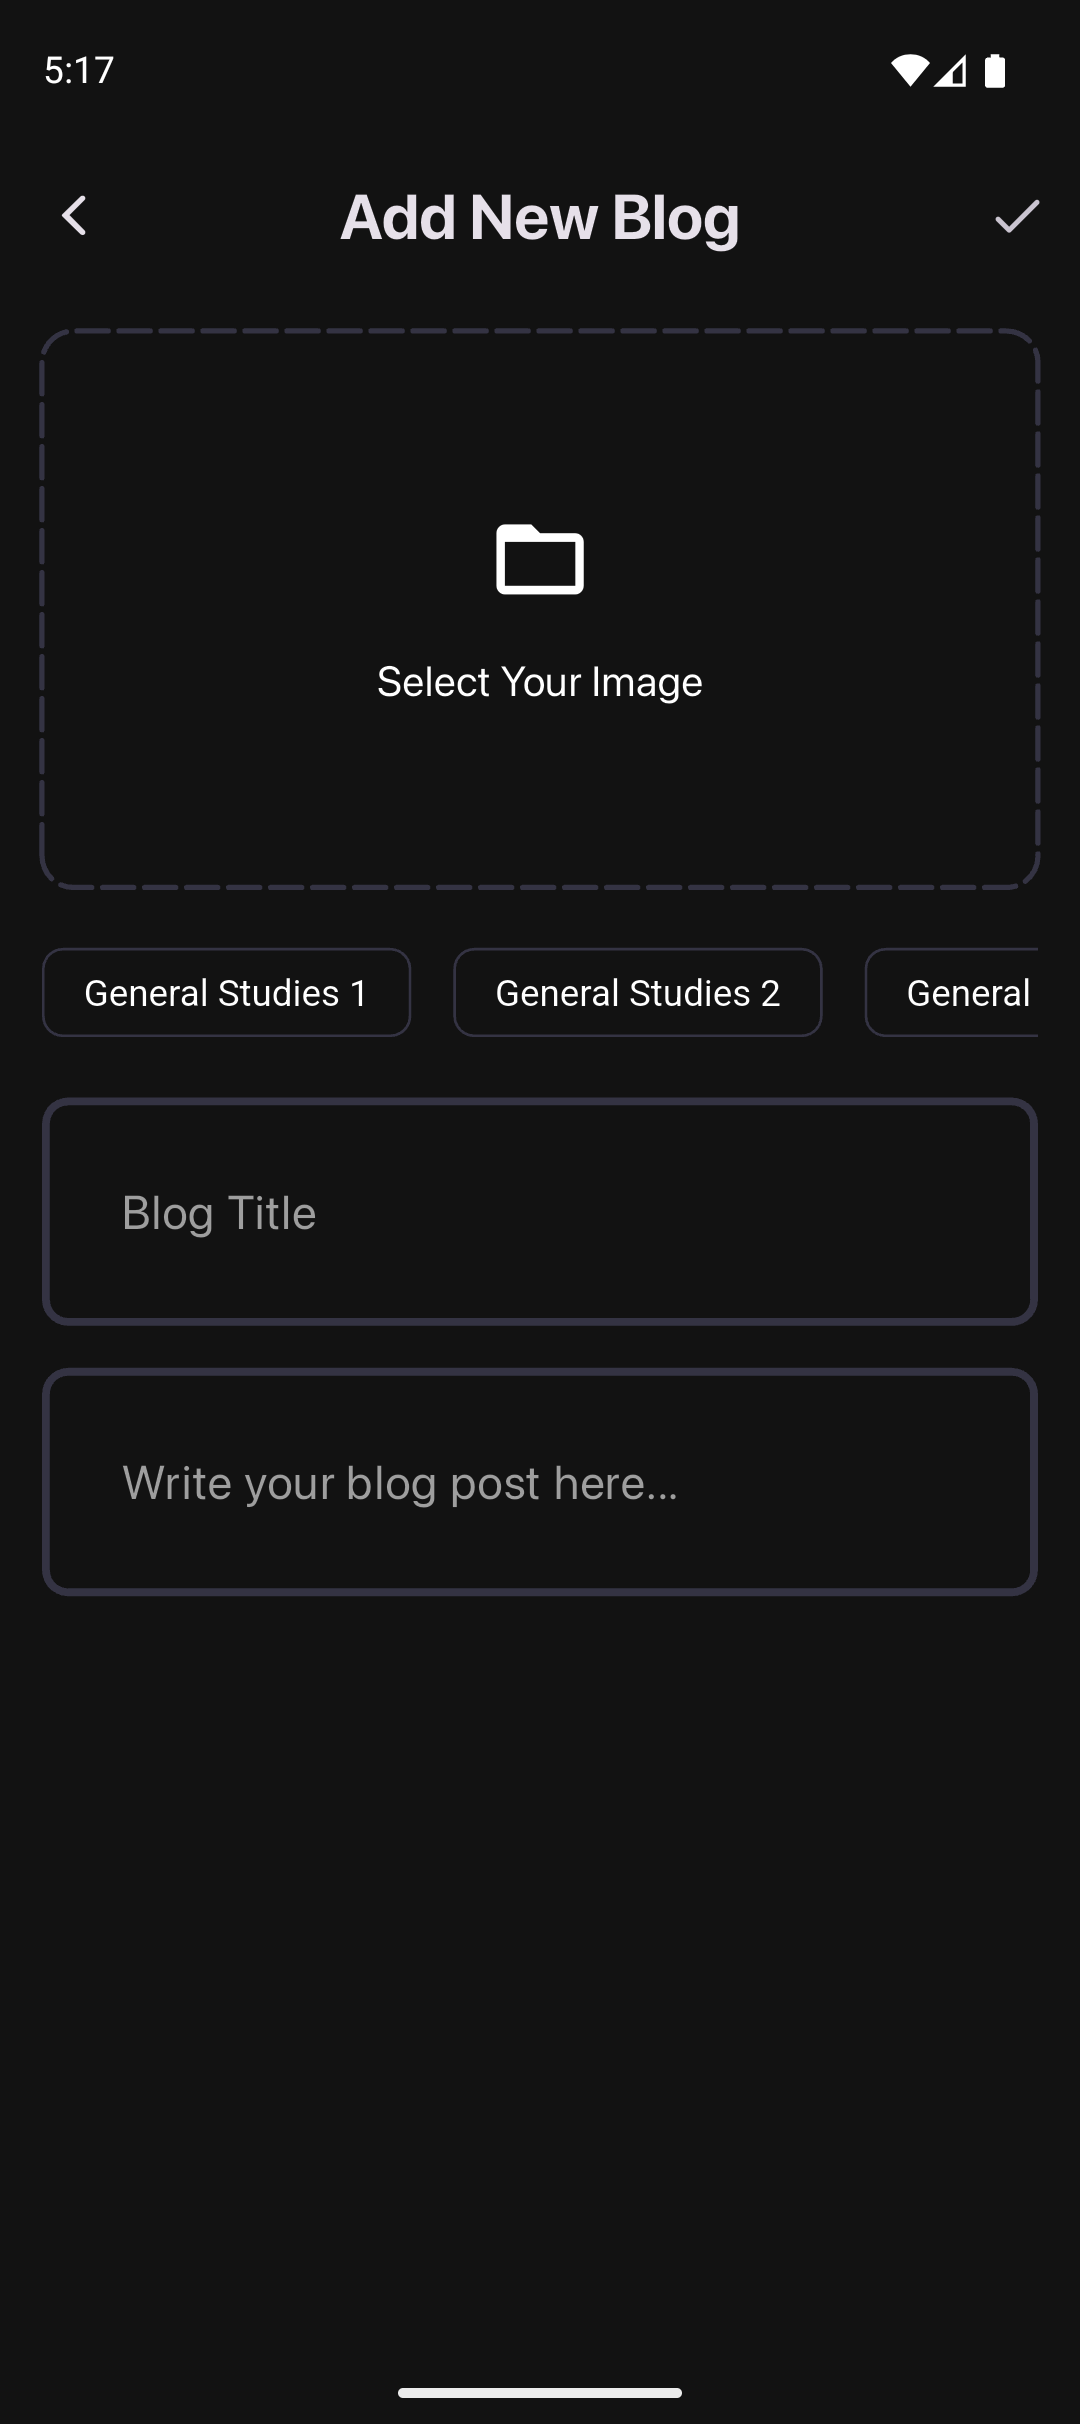 5:17
Add New Blog
Select Your Image
General Studies 1
General Studies 2
General
Blog Title
Write your blog post here...